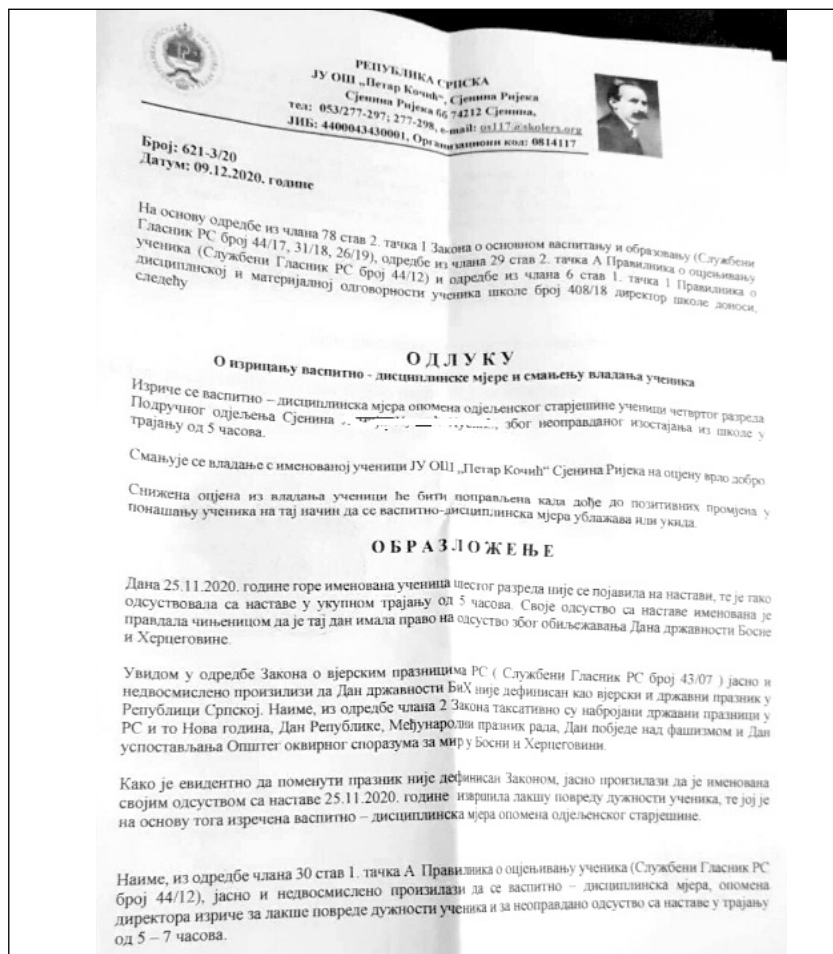 РЕПУБЛИКА СРПСКА
ЈУ ОШ „Петар Кочић“, Сјенина Ријека
Сјенина Ријека 66 74212 Сјенина,
тел: 053/277-297; 277-298, e-mail: os117@skolers.org
ЈИБ: 4400043430001, Организациони код: 0814117
Број: 621-3/20
Датум: 09.12.2020. године
На основу одредбе из члана 78 став 2. тачка 1 Закона о основном васпитању и образовању (Службени
Гласник РС број 44/17, 31/18, 26/19), одредбе из члана 29 став 2. тачка А Правилника о оцјењивању
ученика (Службени Гласник РС број 44/12) и одредбе из члана 6 став 1. тачка 1 Правилника о
дисциплнској и материјалној одговорности ученика школе број 408/18 директор школе доноси,
следећу
О Д Л У К У
О изрицању васпитно - дисциплинске мјере и смањењу владања ученика
Изриче се васпитно – дисциплинска мјера опомена одјељенског старјешине ученици четвртог разреда
Подручног одјељења Сјенина , због неоправданог изостајања из школе у
трајању од 5 часова.
Смањује се владање с именованој ученици ЈУ ОШ „Петар Кочић“ Сјенина Ријека на оцјену врло добро
Снижена оцјена из владања ученици ће бити поправљена када дође до позитивних промјена у
понашању ученика на тај начин да се васпитно-дисциплинска мјера ублажава или укида.
О Б Р А З Л О Ж Е Њ Е
Дана 25.11.2020. године горе именована ученица шестог разреда није се појавила на настави, те је тако
одсуствовала са наставе у укупном трајању од 5 часова. Своје одсуство са наставе именована је
правдала чињеницом да је тај дан имала право на одсуство због обиљежавања Дана државности Босне
и Херцеговине.
Увидом у одредбе Закона о вјерским празницима РС ( Службени Гласник РС број 43/07 ) јасно и
недвосмислено произилизи да Дан државности БиХ није дефинисан као вјерски и државни празник у
Републици Српској. Наиме, из одредбе члана 2 Закона таксативно су набројани државни празници у
РС и то Нова година, Дан Републике, Међународни празник рада, Дан побједе над фашизмом и Дан
успостављања Општег оквирног споразума за мир у Босни и Херцеговини.
Како је евидентно да поменути празник није дефинисан Законом, јасно произилази да је именована
својим одсуством са наставе 25.11.2020. године извршила лакшу повреду дужности ученика, те јој је
на основу тога изречена васпитно – дисциплинска мјера опомена одјељенског старјешине.
Наиме, из одредбе члана 30 став 1. тачка А Правилника о оцјењивању ученика (Службени Гласник РС
број 44/12), јасно и недвосмислено произилази да се васпитно – дисциплинска мјера, опомена
директора изриче за лакше повреде дужности ученика и за неоправдано одсуство са наставе у трајању
од 5 – 7 часова.